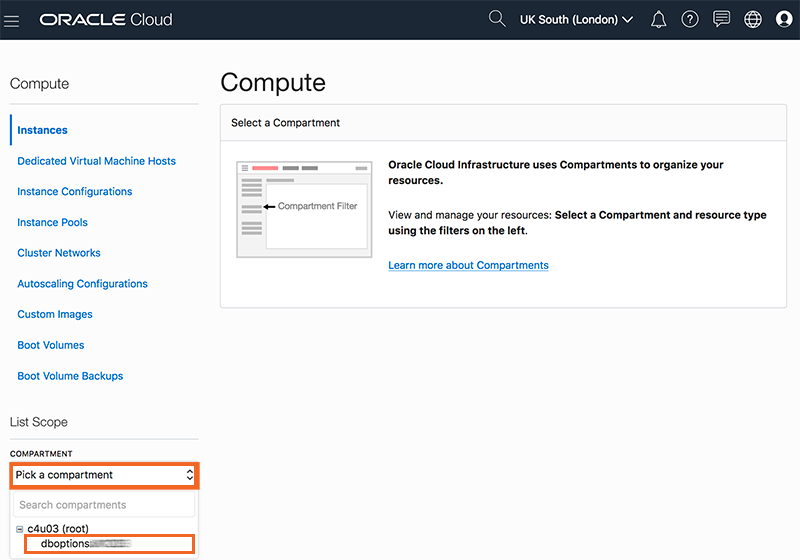 ORACLE Cloud
UK South (London)
Compute
Instances
Dedicated Virtual Machine Hosts
Instance Configurations
Instance Pools
Cluster Networks
Autoscaling Configurations
Custom Images
Boot Volumes
Boot Volume Backups
List Scope
COMPARTMENT
Pick a compartment
Search compartments
c4u03 (root)
dboptions
Compute
Select a Compartment
Compartment Filter
Oracle Cloud Infrastructure uses Compartments to organize your
resources.
View and manage your resources: Select a Compartment and resource type
using the filters on the left.
Learn more about Compartments